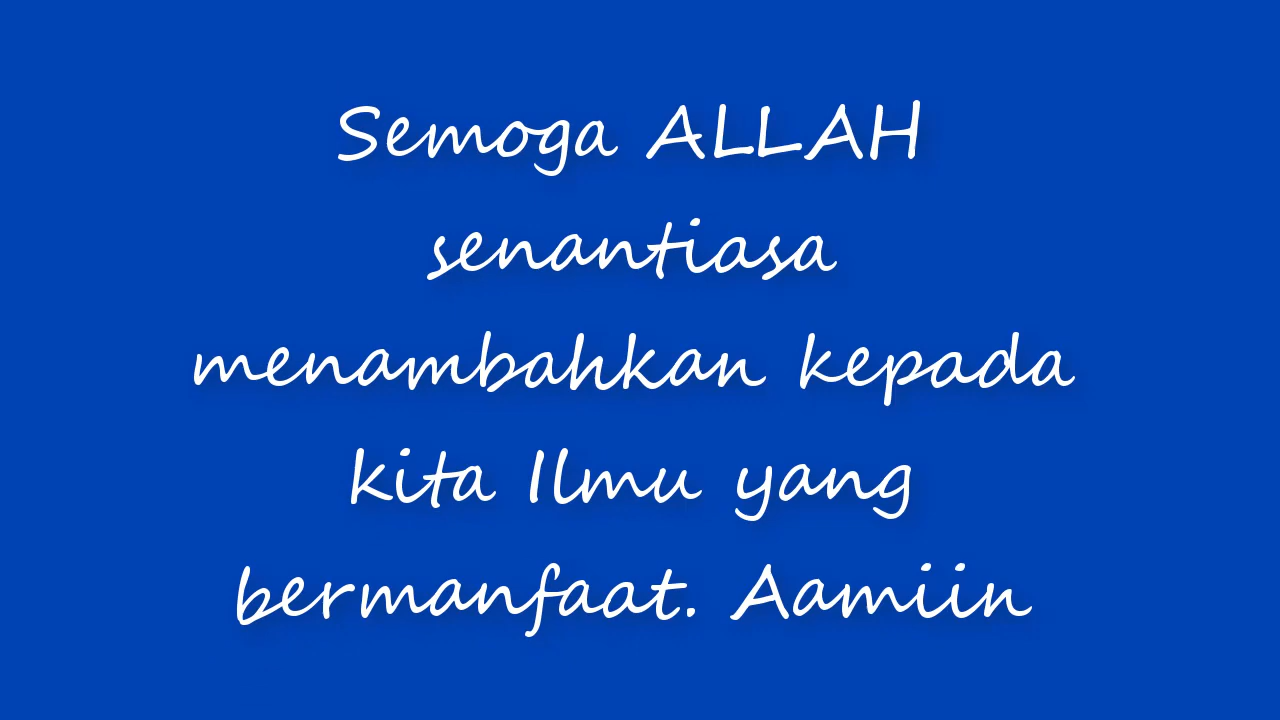 Semoga ALLAH
senantiasa
menambahkan kepada
kita Ilmu yang
bermanfaat. Aamiin